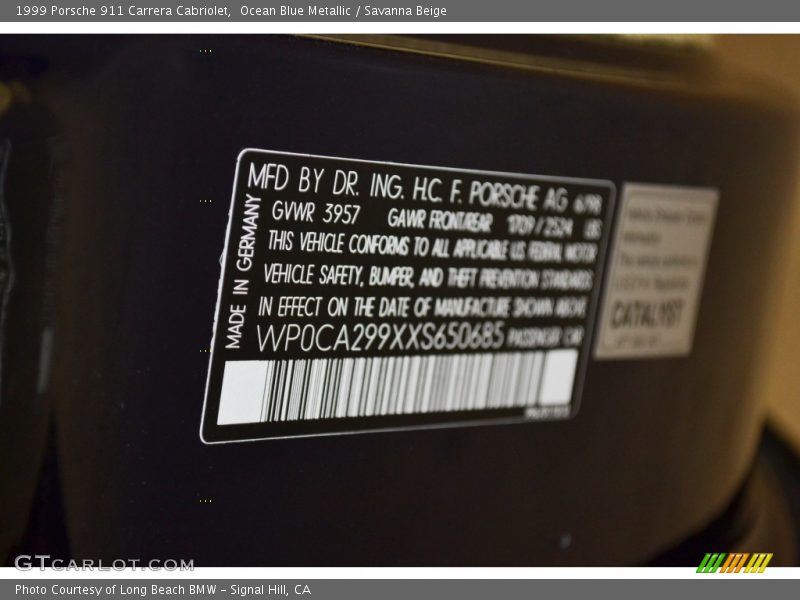 1999 Porsche 911 Carrera Cabriolet,  Ocean Blue Metallic / Savanna Beige
MFD BY DR. ING. H.C. F. PORSCHE AG 6/98
GVWR 3957 GAWR FRONT/REAR 1709 / 2524 LBS
THIS VEHICLE CONFORMS TO ALL APPLICABLE U.S. FEDERAL MOTOR
VEHICLE SAFETY, BUMPER, AND THEFT PREVENTION STANDARDS
IN EFFECT ON THE DATE OF MANUFACTURE SHOWN ABOVE
WP0CA299XXS650685 PASSENGER CAR
MADE IN GERMANY
CATALYST
GTCARLOT.COM
Photo Courtesy of Long Beach BMW - Signal Hill, CA